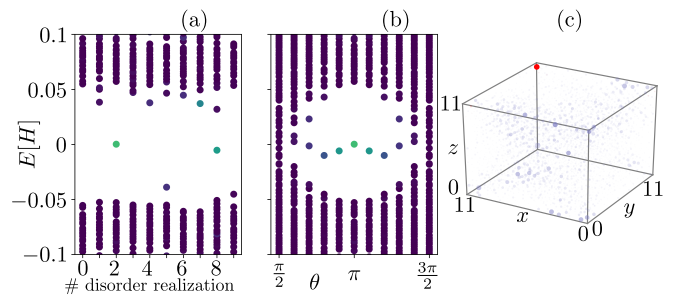 (a) (b) (c)
E[H]
0.1
0.05
0
−0.05
−0.1
0 2 4 6 8
# disorder realization
π/2 θ π 3π/2
11
z
0
11 x 0
0 y 11